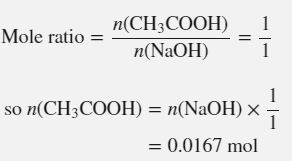 Mole ratio = n(CH₃COOH) / n(NaOH) = 1 / 1
so n(CH₃COOH) = n(NaOH) × 1 / 1
= 0.0167 mol